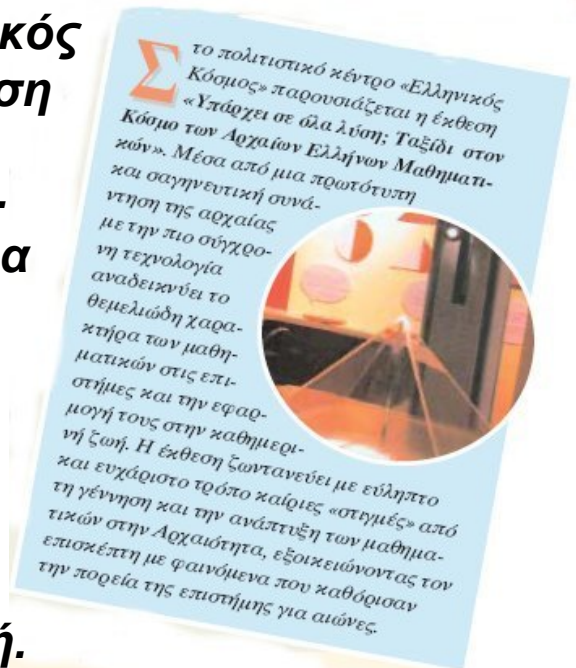 κός
ση
.
α
ή.
Στο πολιτιστικό κέντρο «Ελληνικός
Κόσμος» παρουσιάζεται η έκθεση
«Υπάρχει σε όλα λύση; Ταξίδι στον
Κόσμο των Αρχαίων Ελλήνων Μαθηματι-
κών». Μέσα από μια πρωτότυπη
και σαγηνευτική συνά-
ντηση της αρχαίας
με την πιο σύγχρο-
νη τεχνολογία
αναδεικνύει το
θεμελιώδη χαρα-
κτήρα των μαθη-
ματικών στις επι-
στήμες και την εφαρ-
μογή τους στην καθημερι-
νή ζωή. Η έκθεση ζωντανεύει με εύληπτο
και ευχάριστο τρόπο καίριες «στιγμές» από
τη γέννηση και την ανάπτυξη των μαθημα-
τικών στην Αρχαιότητα, εξοικειώνοντας τον
επισκέπτη με φαινόμενα που καθόρισαν
την πορεία της επιστήμης για αιώνες.